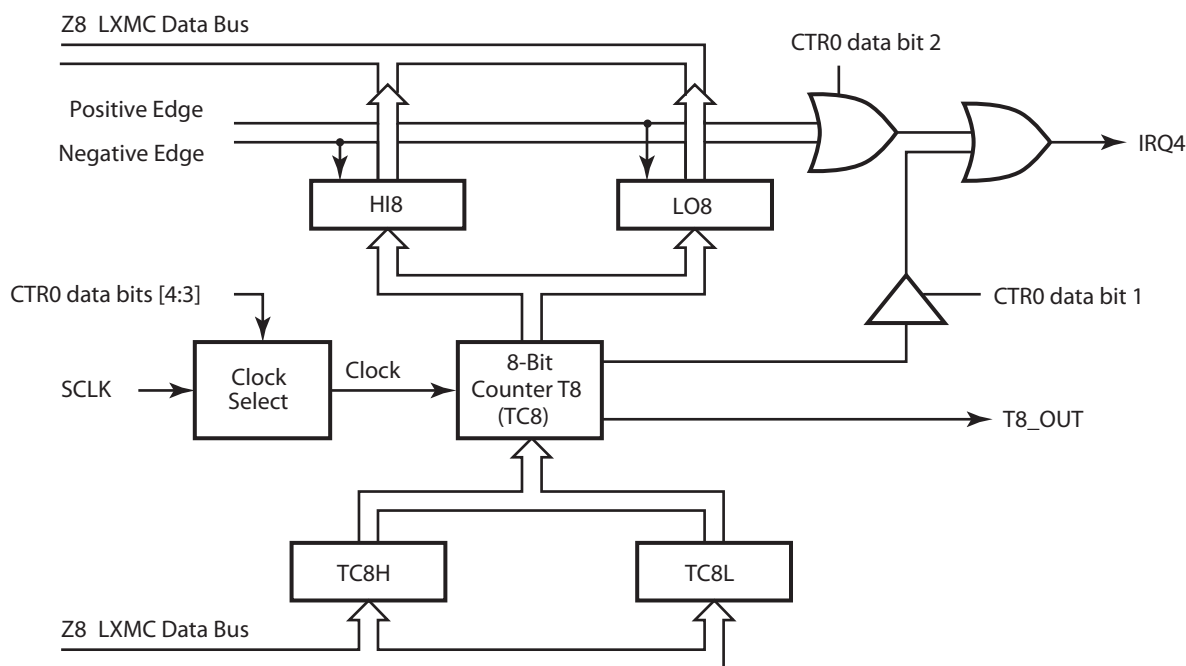 Z8 LXMC Data Bus
CTR0 data bit 2
Positive Edge
Negative Edge
IRQ4
HI8
LO8
CTR0 data bits [4:3]
CTR0 data bit 1
SCLK
Clock
Select
Clock
8-Bit
Counter T8
(TC8)
T8_OUT
TC8H
TC8L
Z8 LXMC Data Bus